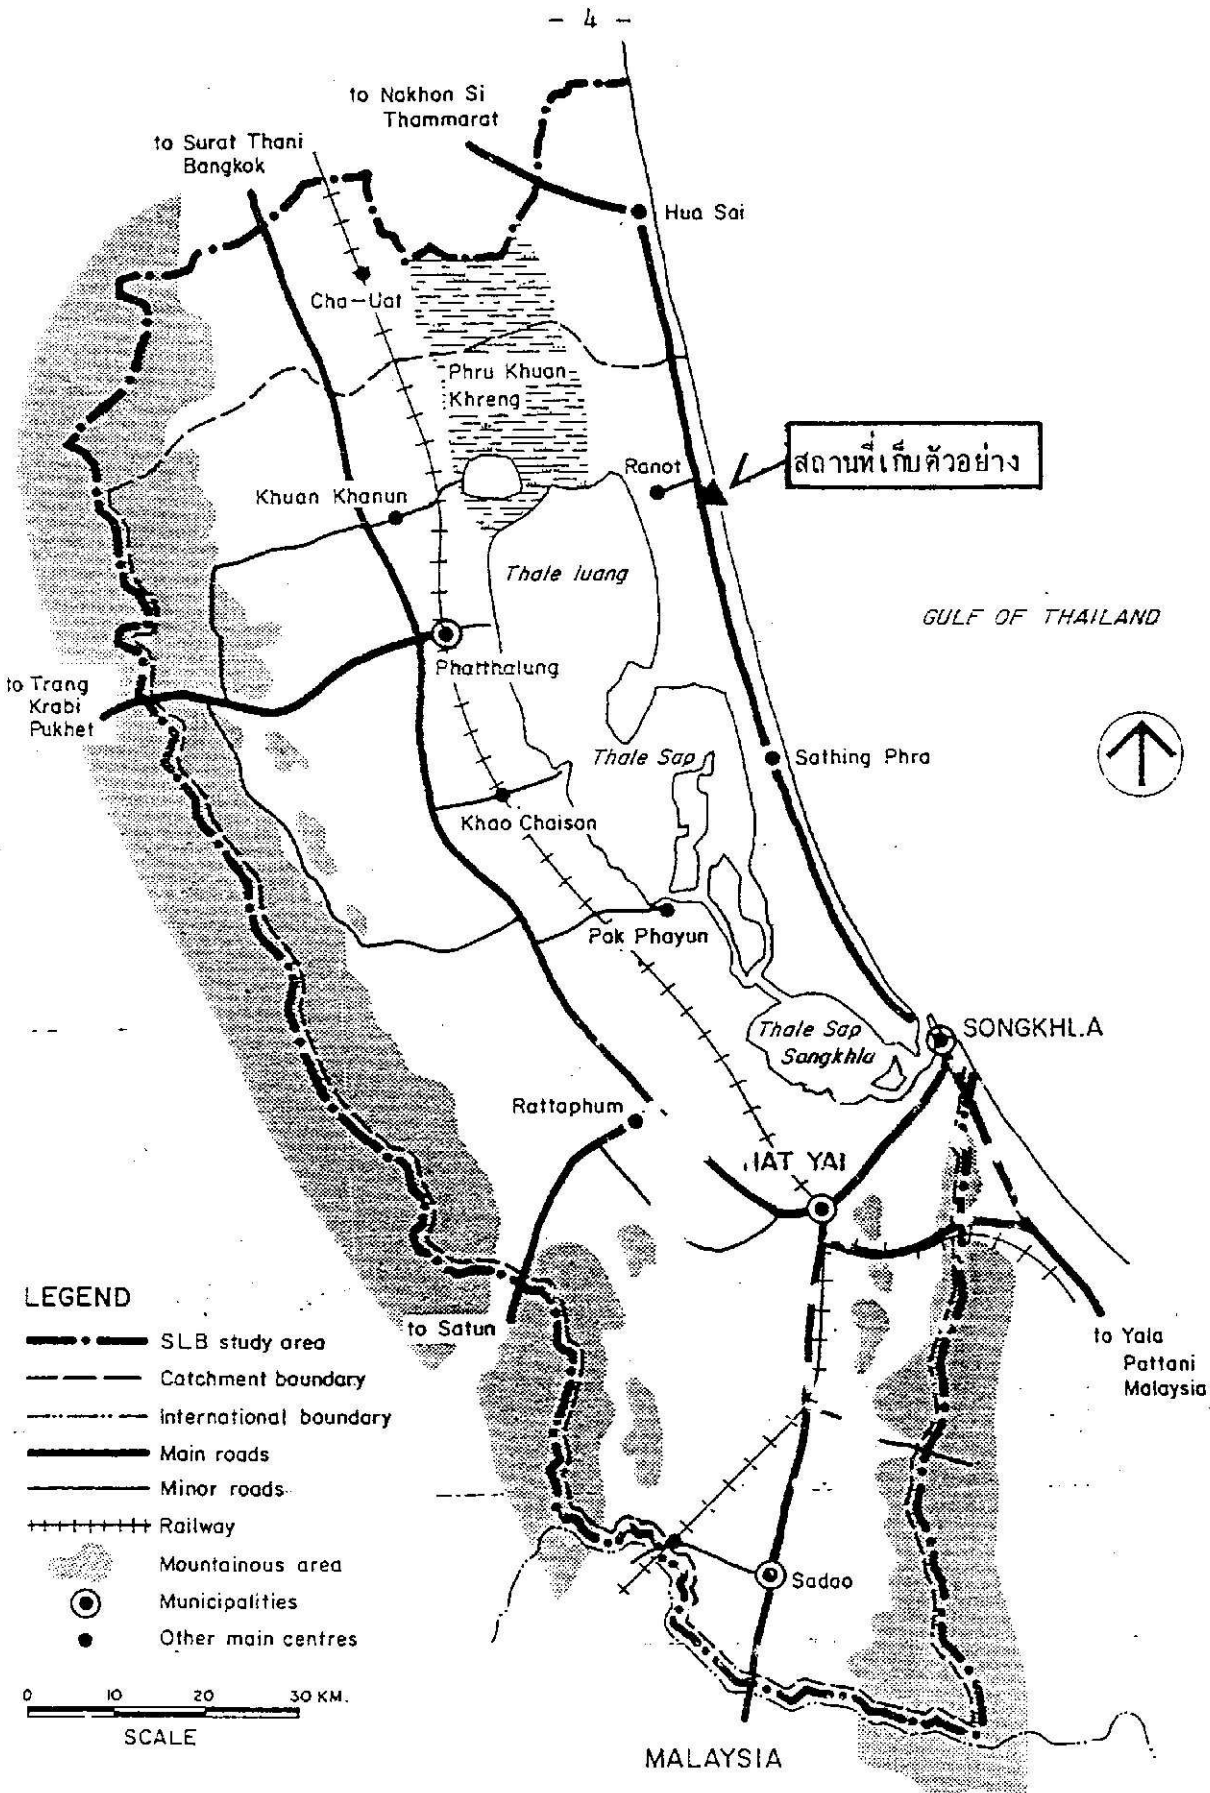 - 4 -
to Nakhon Si
Thammarat
to Surat Thani
Bangkok
Hua Sai
Cha-Uat
Phru Khuan-
Khreng
สถานที่เก็บตัวอย่าง
Ranot
Khuan Khanun
Thale luang
GULF OF THAILAND
Phatthalung
to Trang
Krabi
Pukhet
Thale Sap
Sathing Phra
Khao Chaison
Pak Phayun
Thale Sap
Songkhla
SONGKHLA
Rattaphum
HAT YAI
LEGEND
SLB study area
Catchment boundary
International boundary
Main roads
Minor roads
Railway
Mountainous area
Municipalities
Other main centres
to Satun
to Yala
Pattani
Malaysia
Sadao
0 10 20 30 KM.
SCALE
MALAYSIA